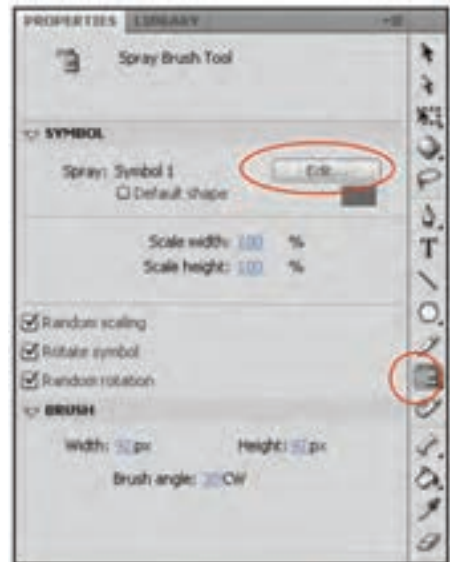 PROPERTIES LIBRARY
Spray Brush Tool
SYMBOL
Spray: Symbol 1 Edit...
Default shape
Scale width: 100 %
Scale height: 100 %
Random scaling
Rotate symbol
Random rotation
BRUSH
Width: px Height: px
Brush angle: CW
T